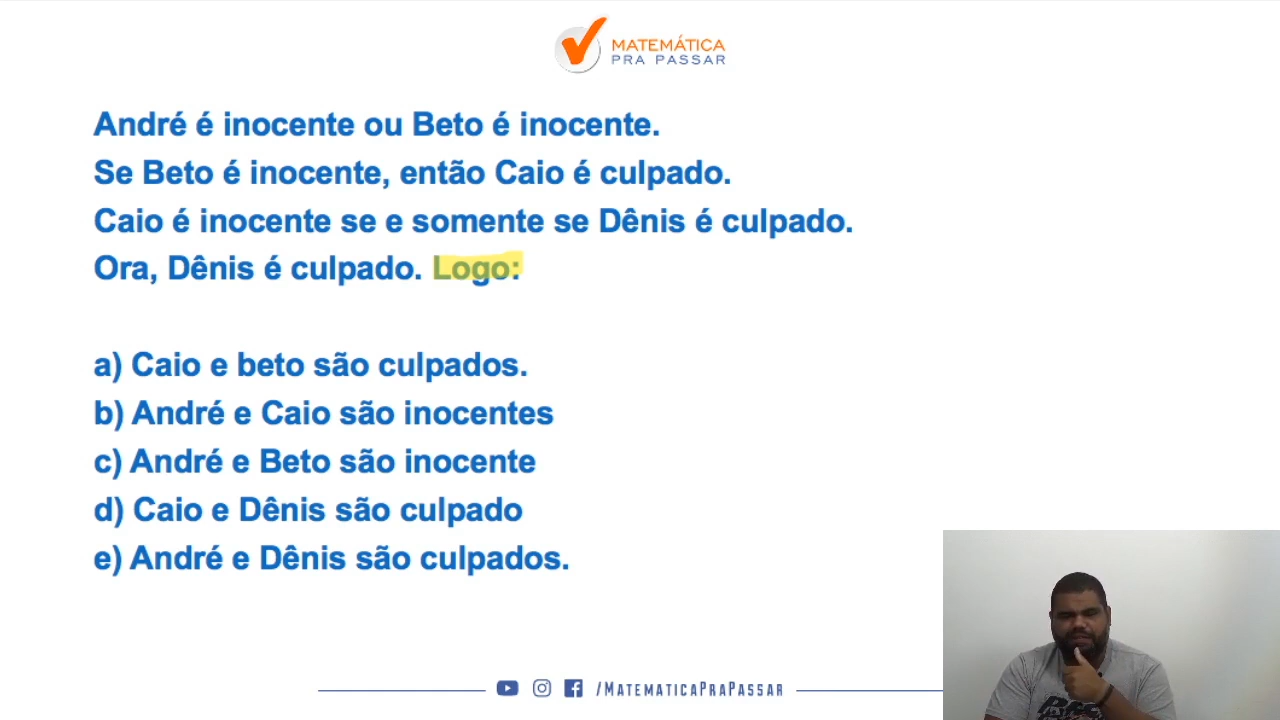 MATEMÁTICA
PRA PASSAR
André é inocente ou Beto é inocente.
Se Beto é inocente, então Caio é culpado.
Caio é inocente se e somente se Dênis é culpado.
Ora, Dênis é culpado. Logo:
a) Caio e beto são culpados.
b) André e Caio são inocentes
c) André e Beto são inocente
d) Caio e Dênis são culpado
e) André e Dênis são culpados.
/MATEMATICAPRAPASSAR